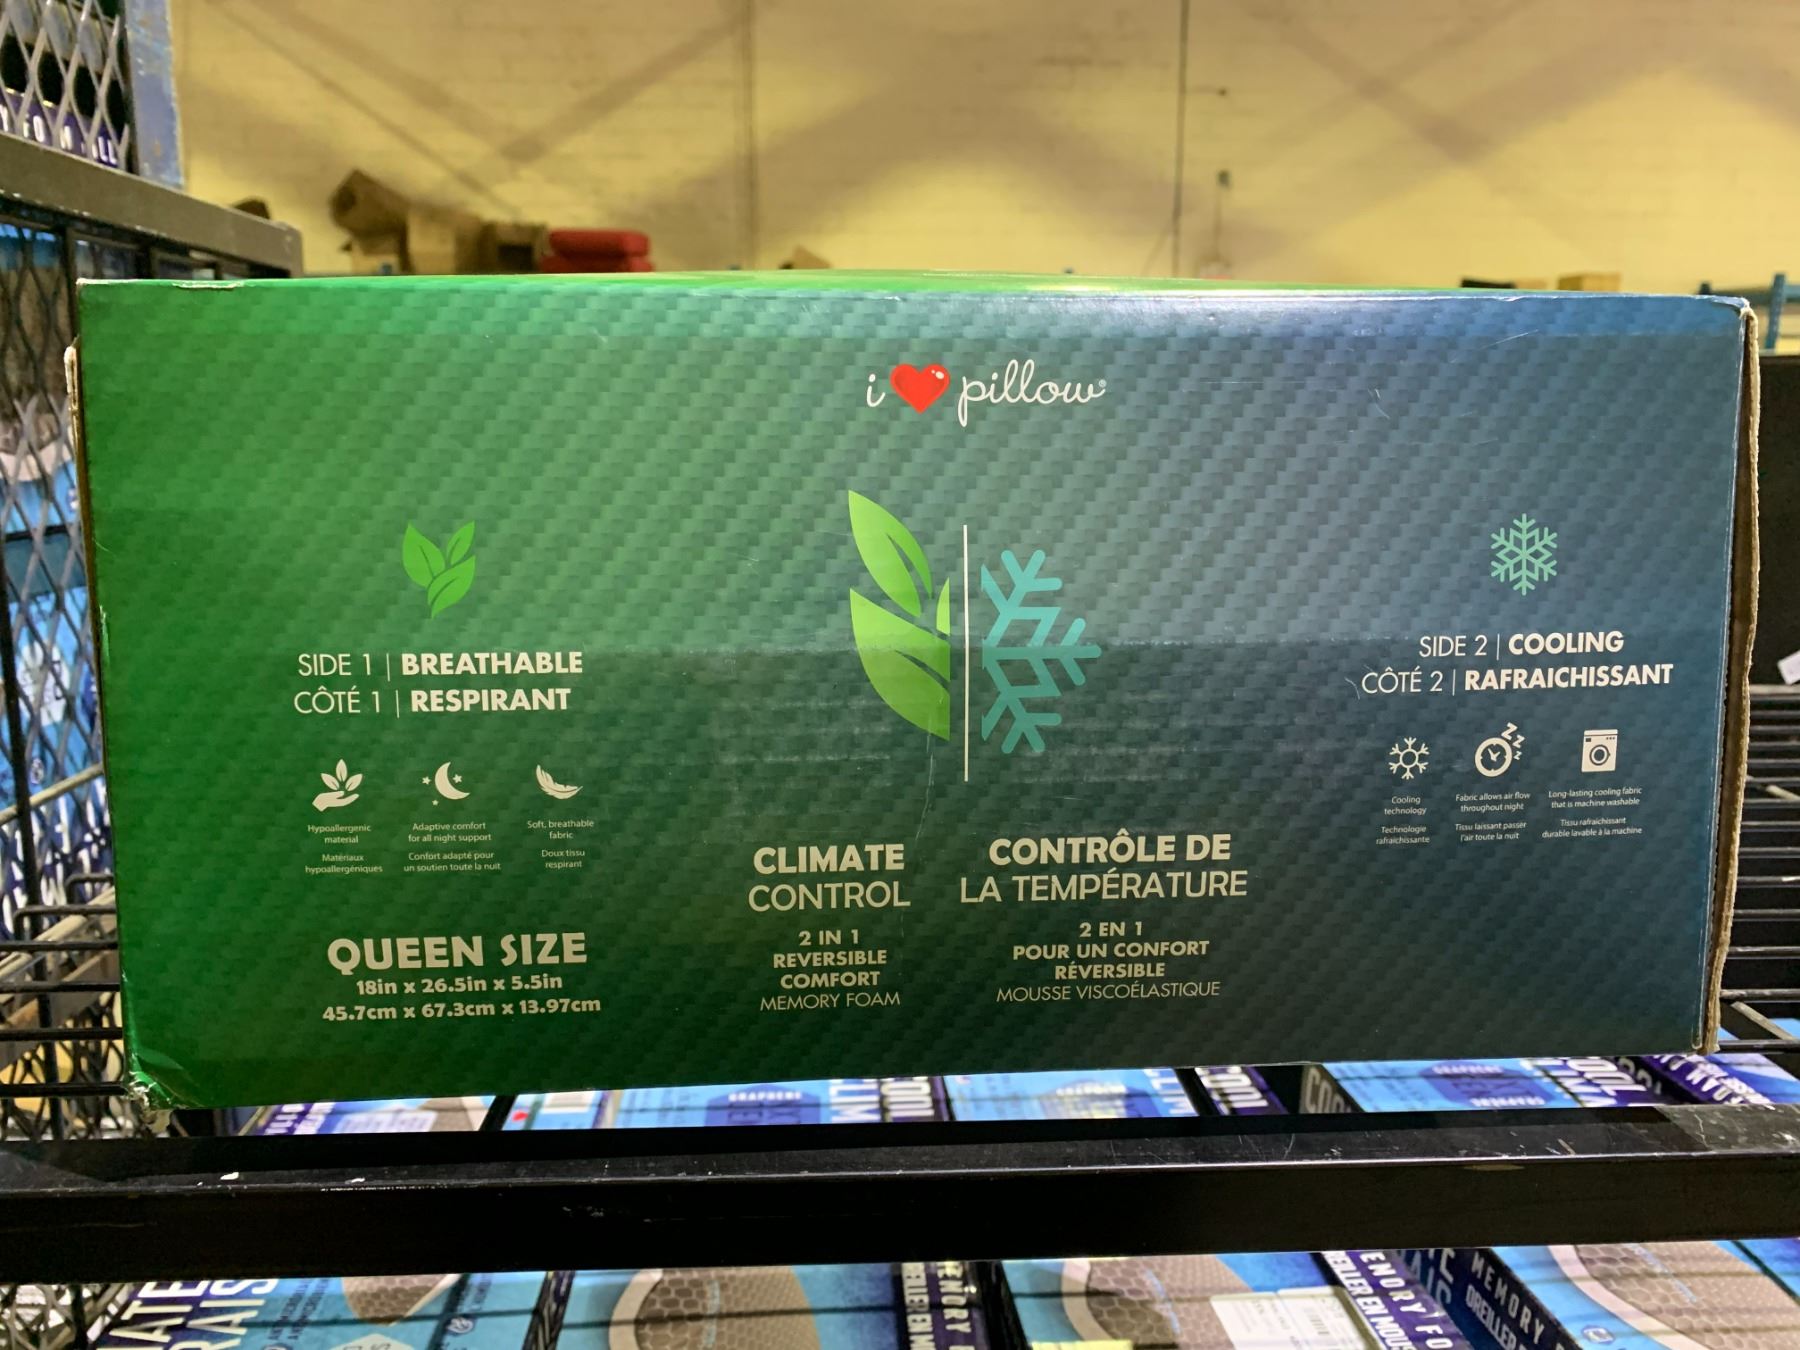 i ❤ pillow®
SIDE 1 | BREATHABLE
CÔTÉ 1 | RESPIRANT
Hypoallergenic
material
Matériaux
hypoallergéniques
Adaptive comfort
for all night support
Confort adapté pour
un soutien toute la nuit
Soft, breathable
fabric
Doux tissu
respirant
QUEEN SIZE
18in x 26.5in x 5.5in
45.7cm x 67.3cm x 13.97cm
CLIMATE
CONTROL
2 IN 1
REVERSIBLE
COMFORT
MEMORY FOAM
CONTRÔLE DE
LA TEMPÉRATURE
2 EN 1
POUR UN CONFORT
RÉVERSIBLE
MOUSSE VISCOÉLASTIQUE
SIDE 2 | COOLING
CÔTÉ 2 | RAFRAICHISSANT
Cooling
technology
Technologie
rafraîchissante
Fabric allows air flow
throughout night
Tissu laissant passer
l'air toute la nuit
Long-lasting cooling fabric
that is machine washable
Tissu rafraichissant
durable lavable à la machine
GRAPHENE
COOL
GRAPHENE
MEMORY